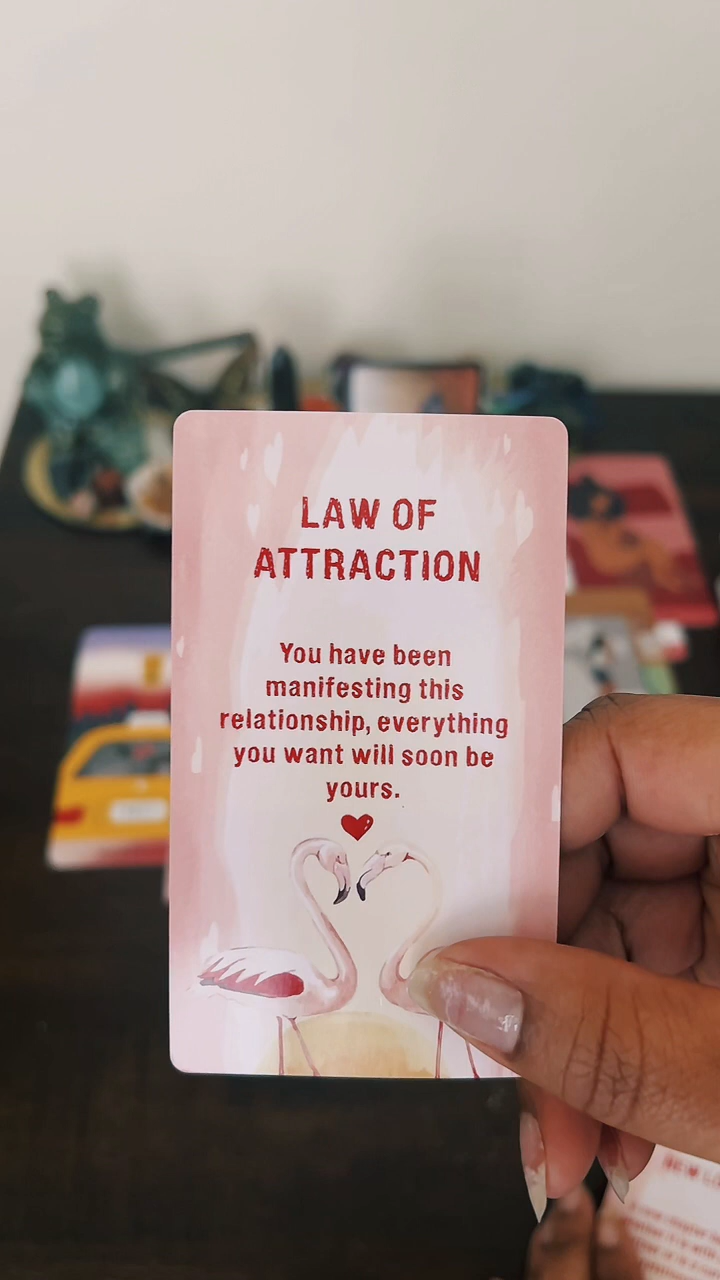 LAW OF
ATTRACTION
You have been
manifesting this
relationship, everything
you want will soon be
yours.